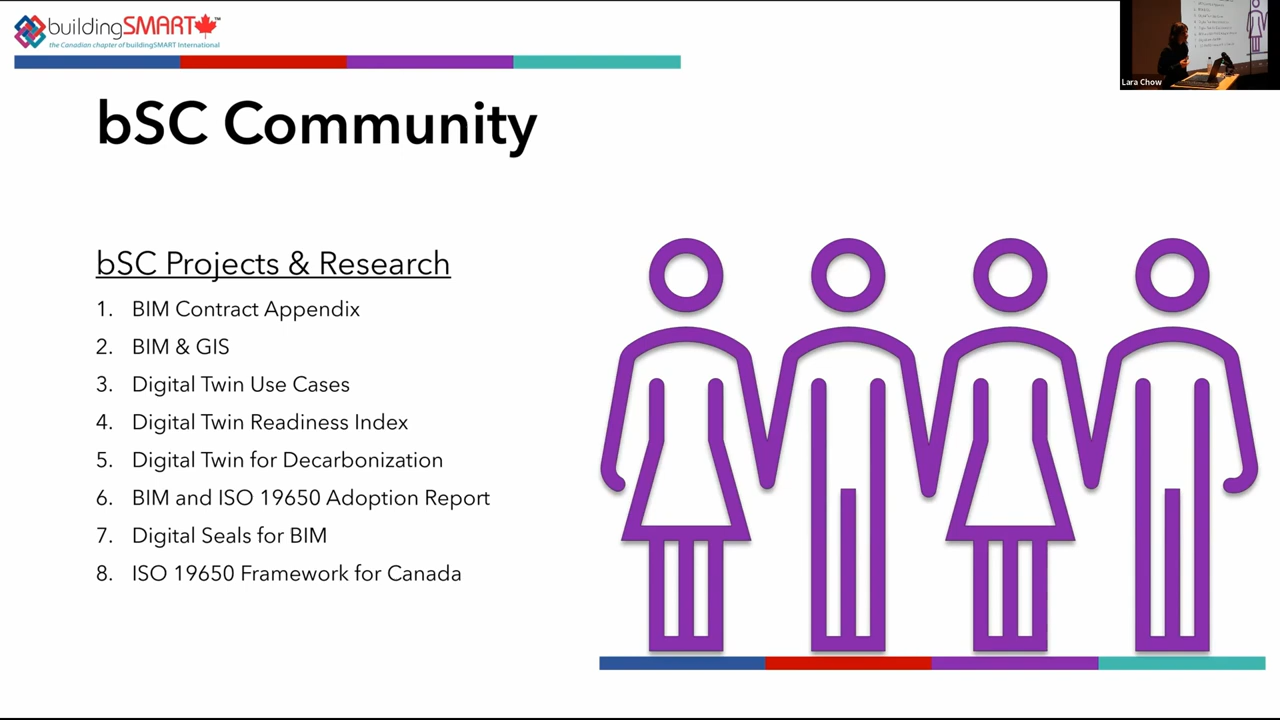 buildingSMART™
the Canadian chapter of buildingSMART International
Lara Chow
bSC Community
bSC Projects & Research
1. BIM Contract Appendix
2. BIM & GIS
3. Digital Twin Use Cases
4. Digital Twin Readiness Index
5. Digital Twin for Decarbonization
6. BIM and ISO 19650 Adoption Report
7. Digital Seals for BIM
8. ISO 19650 Framework for Canada